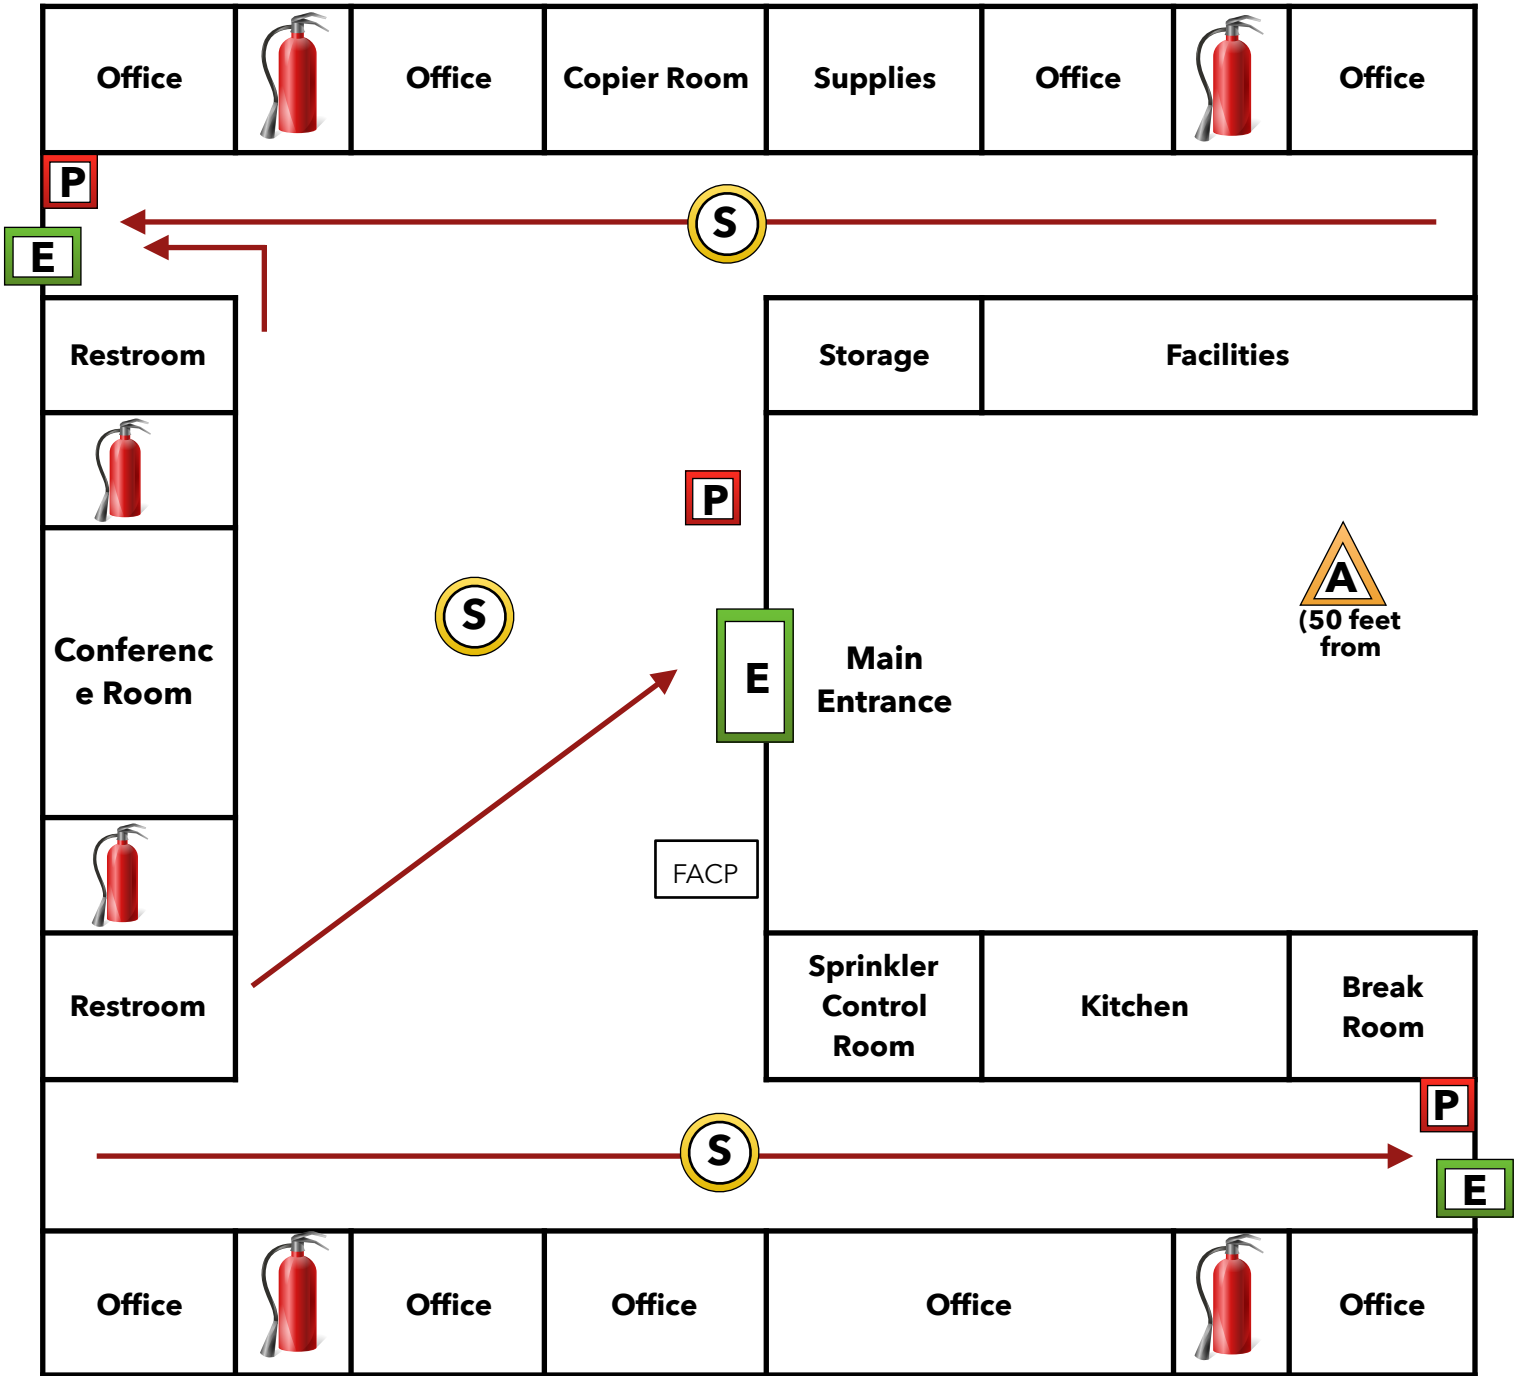 Office
Office
Copier Room
Supplies
Office
Office
P
S
E
Restroom
Storage
Facilities
P
A
(50 feet
from
S
Conferenc
e Room
E
Main
Entrance
FACP
Restroom
Sprinkler
Control
Room
Kitchen
Break
Room
P
S
E
Office
Office
Office
Office
Office